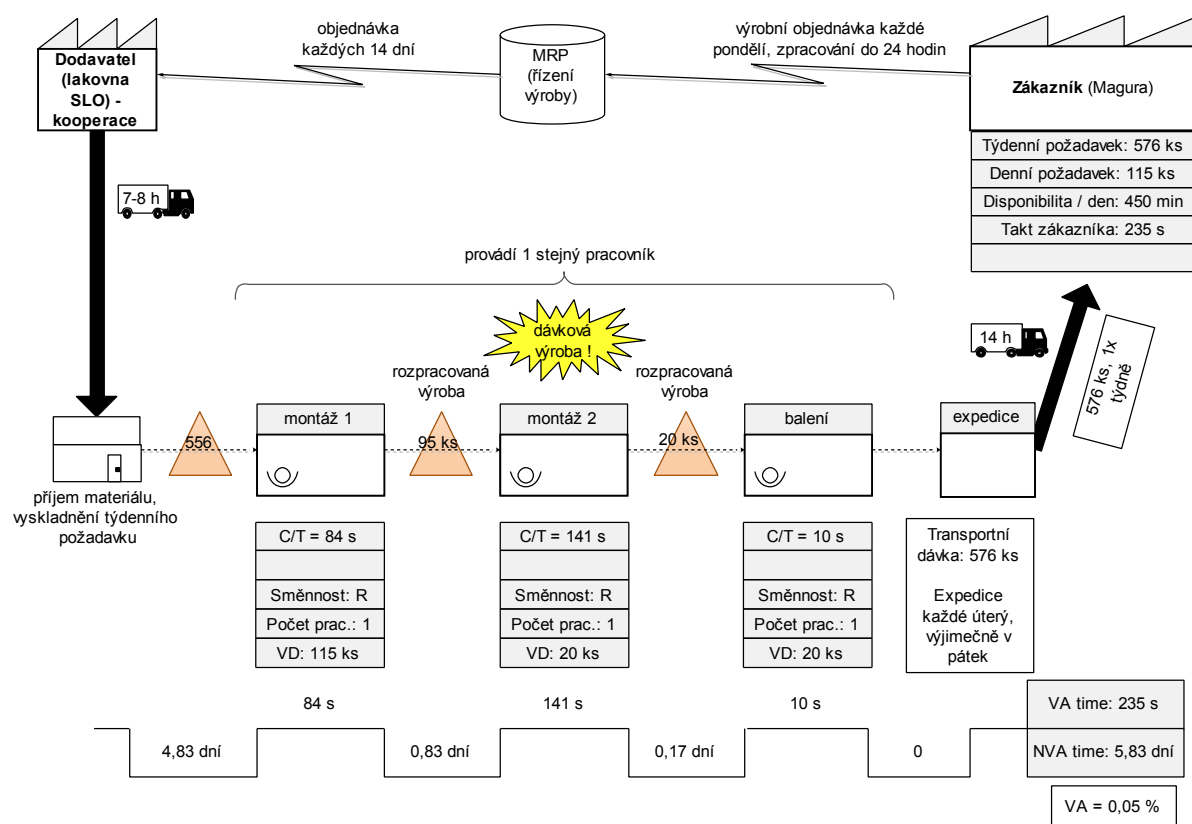 objednávka
každých 14 dní
výrobní objednávka každé
pondělí, zpracování do 24 hodin
Dodavatel
(lakovna
SLO) -
kooperace
MRP
(řízení
výroby)
Zákazník (Magura)
Týdenní požadavek: 576 ks
Denní požadavek: 115 ks
Disponibilita / den: 450 min
Takt zákazníka: 235 s
7-8 h
provádí 1 stejný pracovník
dávková
výroba !
14 h
576 ks, 1x
týdně
rozpracovaná
výroba
rozpracovaná
výroba
556
montáž 1
95 ks
montáž 2
20 ks
balení
expedice
příjem materiálu,
vyskladnění týdenního
požadavku
C/T = 84 s
Směnnost: R
Počet prac.: 1
VD: 115 ks
C/T = 141 s
Směnnost: R
Počet prac.: 1
VD: 20 ks
C/T = 10 s
Směnnost: R
Počet prac.: 1
VD: 20 ks
Transportní
dávka: 576 ks
Expedice
každé úterý,
výjimečně v
pátek
84 s
141 s
10 s
VA time: 235 s
4,83 dní
0,83 dní
0,17 dní
0
NVA time: 5,83 dní
VA = 0,05 %